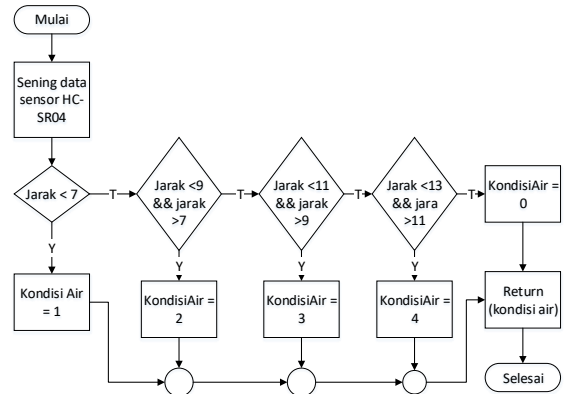 Mulai
Sening data
sensor HC-
SR04
Jarak < 7
T
Jarak <9
&& jarak
>7
T
Jarak <11
&& jarak
>9
T
Jarak <13
&& jara
>11
T
KondisiAir =
0
Y
Y
Y
Y
Kondisi Air
= 1
KondisiAir =
2
KondisiAir =
3
KondisiAir =
4
Return
(kondisi air)
Selesai